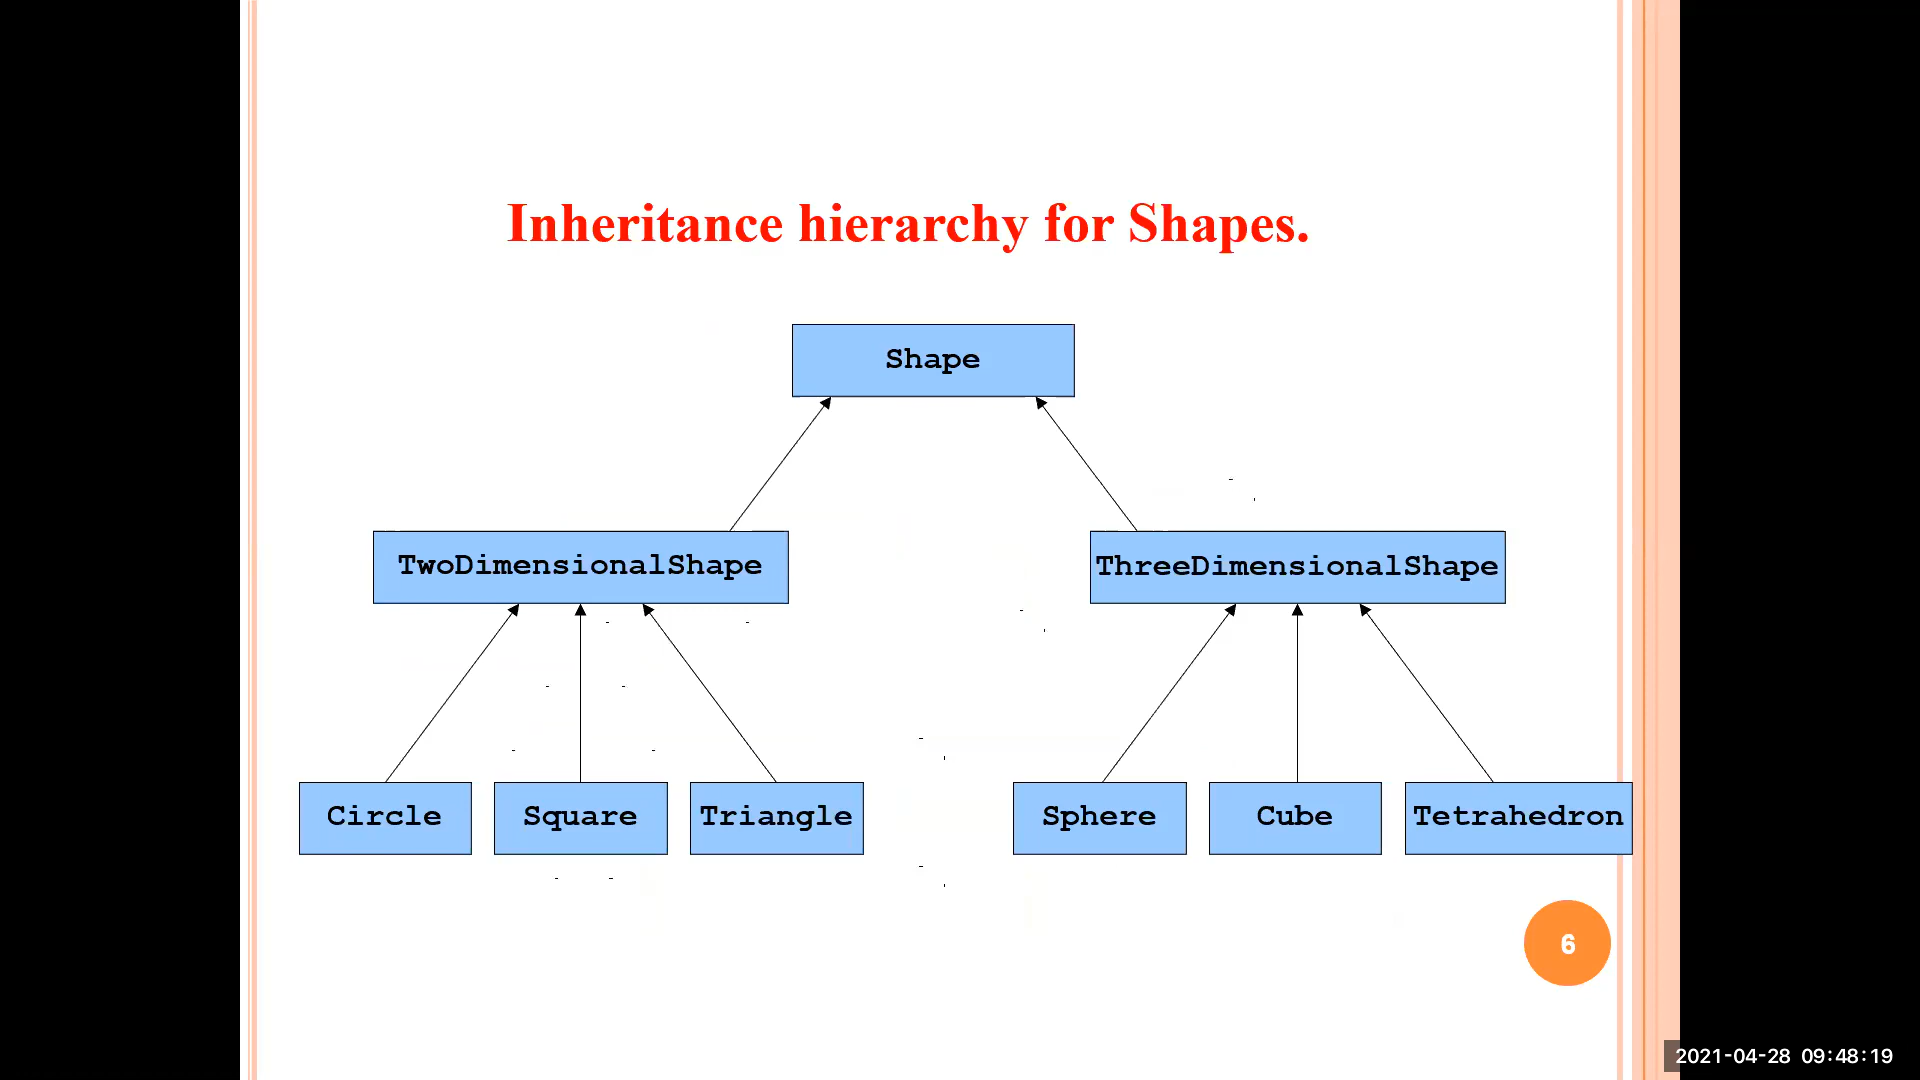 Inheritance hierarchy for Shapes.
Shape
TwoDimensionalShape
ThreeDimensionalShape
Circle
Square
Triangle
Sphere
Cube
Tetrahedron
6
2021-04-28 09:48:19